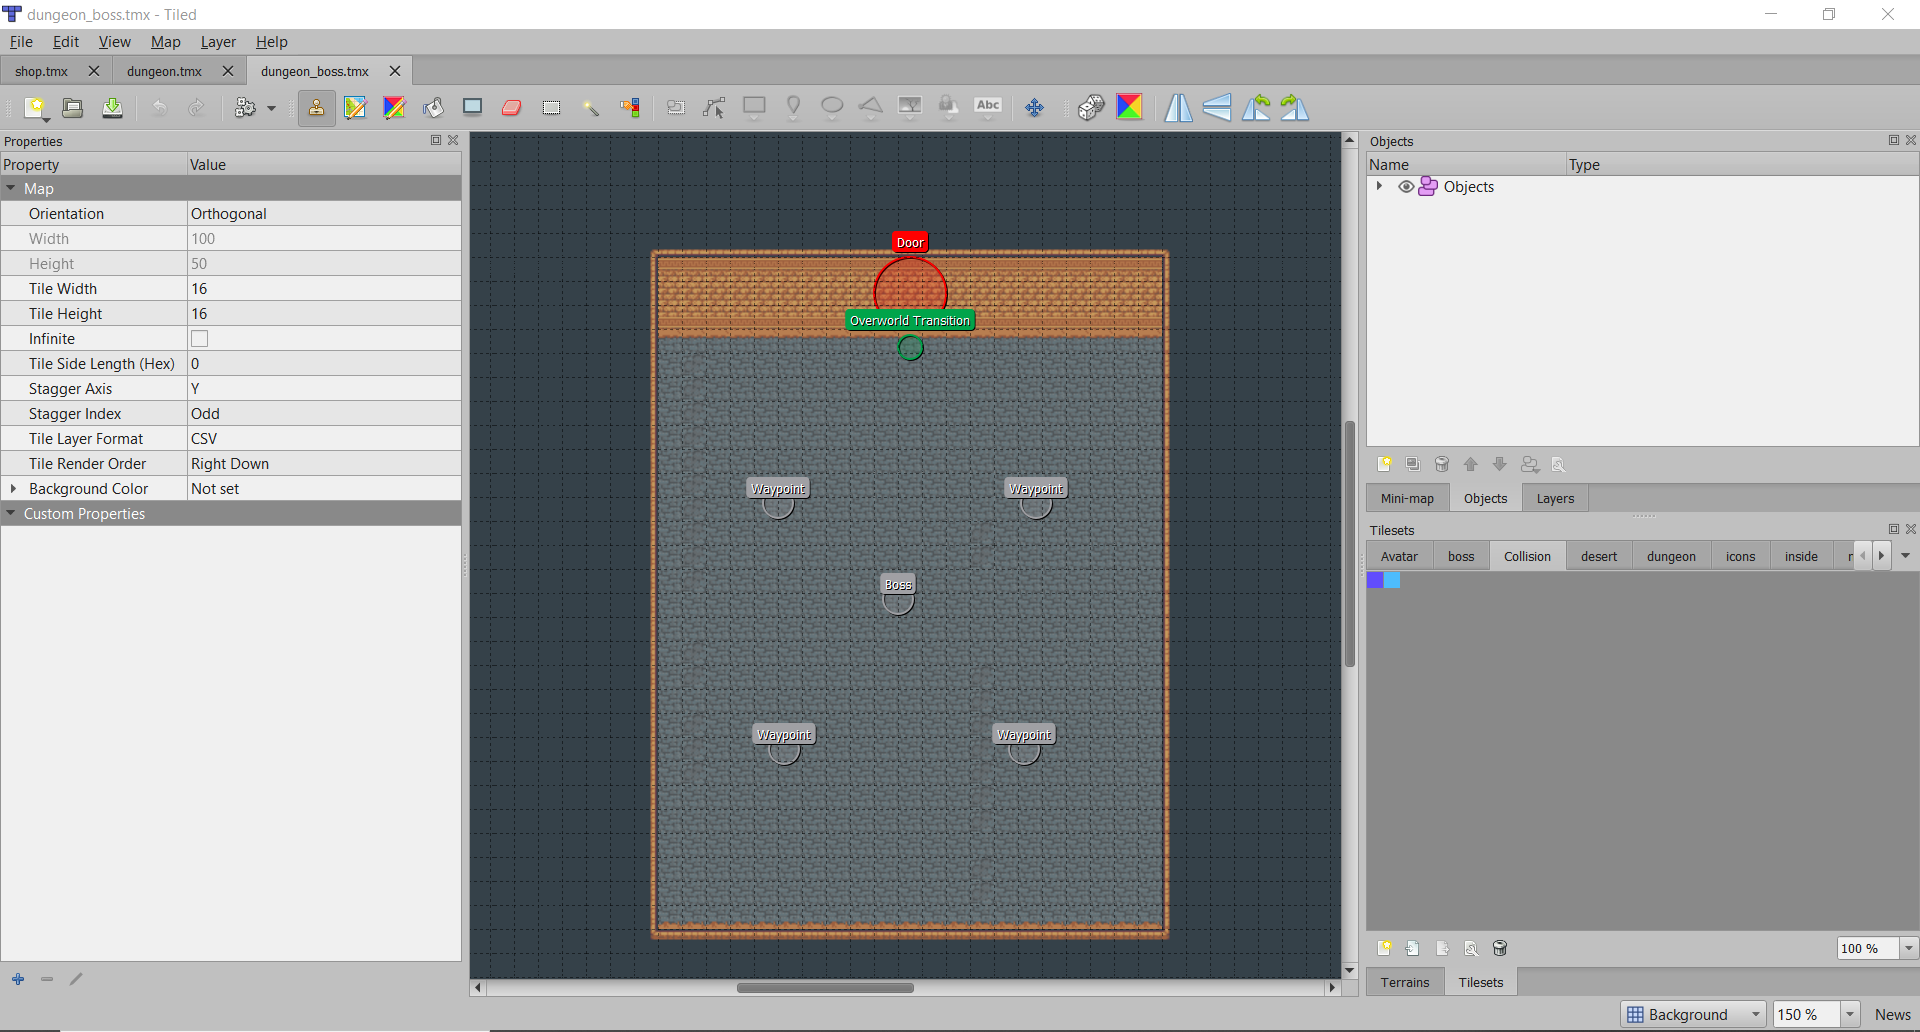 dungeon_boss.tmx - Tiled
File Edit View Map Layer Help
shop.tmx dungeon.tmx dungeon_boss.tmx
Abc
Properties
Property Value
Map
Orientation Orthogonal
Width 100
Height 50
Tile Width 16
Tile Height 16
Infinite
Tile Side Length (Hex) 0
Stagger Axis Y
Stagger Index Odd
Tile Layer Format CSV
Tile Render Order Right Down
Background Color Not set
Custom Properties
Door
Overworld Transition
Waypoint Waypoint
Boss
Waypoint Waypoint
Objects
Name Type
Objects
Mini-map Objects Layers
Tilesets
Avatar boss Collision desert dungeon icons inside
100 %
Terrains Tilesets
Background 150 % News